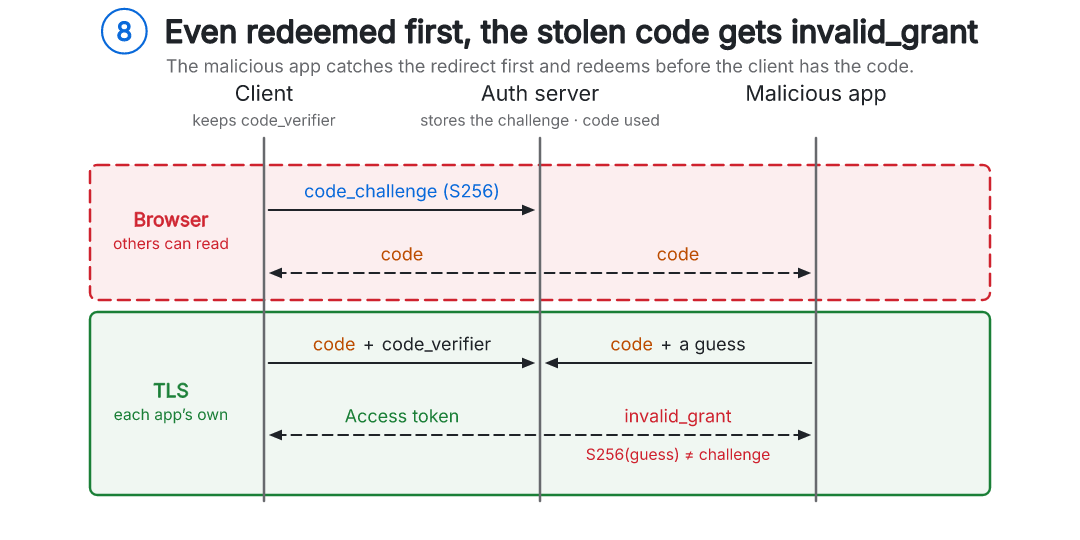 8 Even redeemed first, the stolen code gets invalid_grant
The malicious app catches the redirect first and redeems before the client has the code.
Client Auth server Malicious app
keeps code_verifier stores the challenge · code used
code_challenge (S256)
Browser
others can read
code code
code + code_verifier code + a guess
TLS
each app's own
Access token invalid_grant
S256(guess) ≠ challenge